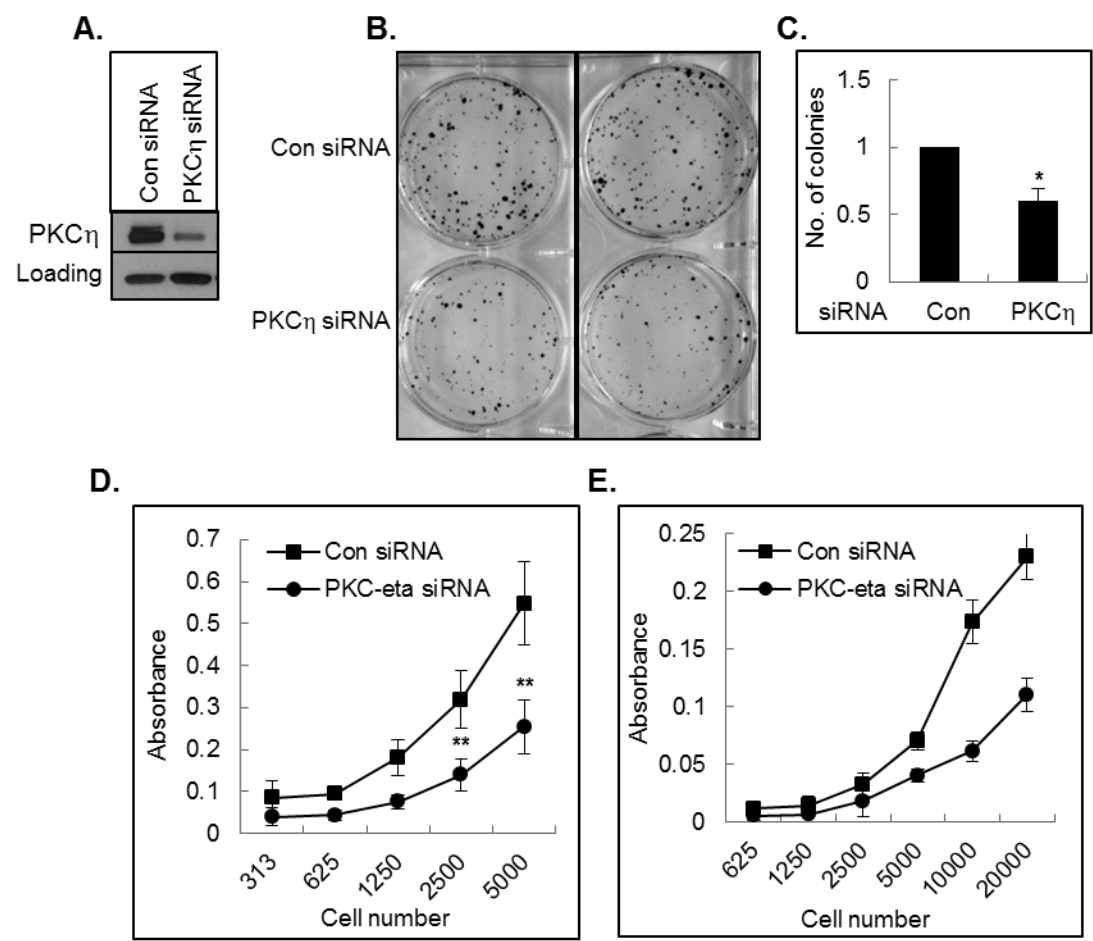 A.
Con siRNA
PKCη siRNA
PKCη
Loading
B.
Con siRNA
PKCη siRNA
C.
No. of colonies
1.5
1
0.5
0
*
siRNA Con PKCη
D.
Absorbance
0.7
0.6
0.5
0.4
0.3
0.2
0.1
0
Con siRNA
PKC-eta siRNA
**
**
313 625 1250 2500 5000
Cell number
E.
Absorbance
0.25
0.2
0.15
0.1
0.05
0
Con siRNA
PKC-eta siRNA
625 1250 2500 5000 10000 20000
Cell number